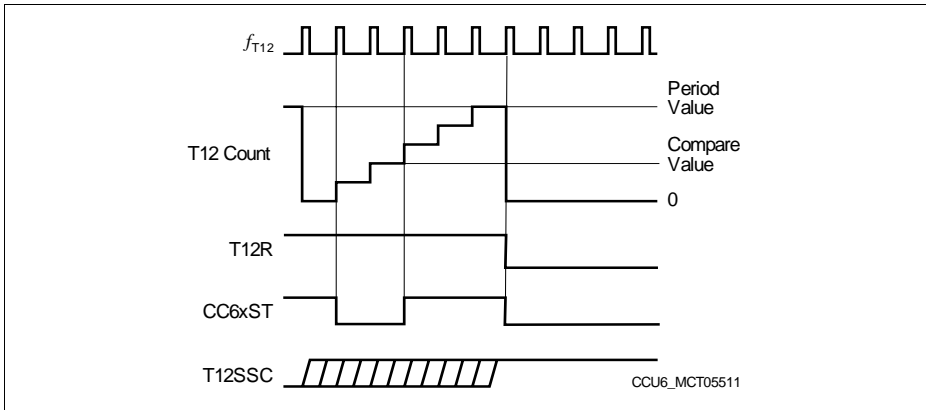 fT12
Period
Value
T12 Count
Compare
Value
0
T12R
CC6xST
T12SSC
CCU6_MCT05511